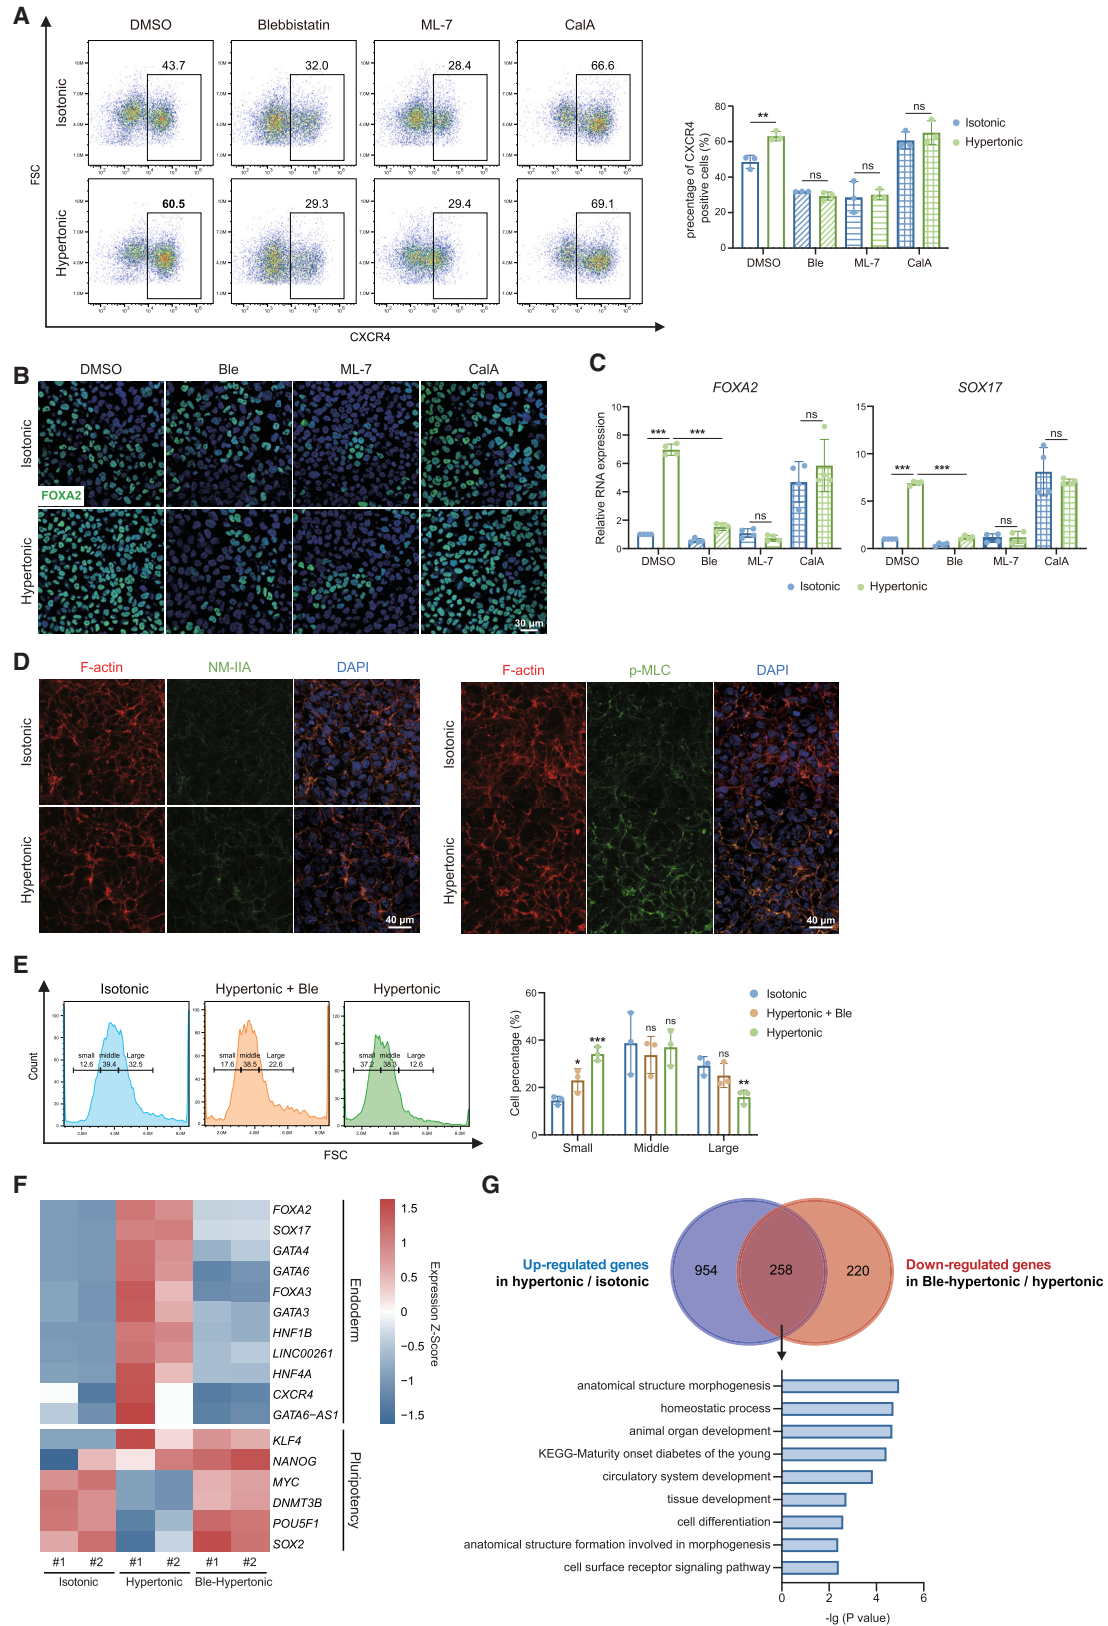 A
DMSO
Blebbistatin
ML-7
CalA
Isotonic
Hypertonic
FSC
CXCR4
43.7
32.0
28.4
66.6
60.5
29.3
29.4
69.1
precentage of CXCR4
positive cells (%)
80
60
40
20
0
**
ns
ns
ns
DMSO
Ble
ML-7
CalA
Isotonic
Hypertonic
B
DMSO
Ble
ML-7
CalA
Isotonic
FOXA2
Hypertonic
30 µm
C
FOXA2
SOX17
Relative RNA expression
10
8
6
4
2
0
***
***
ns
ns
DMSO
Ble
ML-7
CalA
15
10
5
0
***
***
ns
ns
DMSO
Ble
ML-7
CalA
Isotonic
Hypertonic
D
F-actin
NM-IIA
DAPI
Isotonic
Hypertonic
40 µm
F-actin
p-MLC
DAPI
Isotonic
Hypertonic
40 µm
E
Isotonic
Hypertonic + Ble
Hypertonic
Count
FSC
small middle Large
12.6 39.4 32.5
small middle Large
17.6 38.5 22.6
small middle Large
37.2 38.3 12.6
Cell percentage (%)
60
40
20
0
*
***
ns
ns
ns
**
Small
Middle
Large
Isotonic
Hypertonic + Ble
Hypertonic
F
FOXA2
SOX17
GATA4
GATA6
FOXA3
GATA3
HNF1B
LINC00261
HNF4A
CXCR4
GATA6−AS1
KLF4
NANOG
MYC
DNMT3B
POU5F1
SOX2
Endoderm
Pluripotency
1.5
1
0.5
0
−0.5
−1
−1.5
Expression Z-Score
#1 #2 #1 #2 #1 #2
Isotonic
Hypertonic
Ble-Hypertonic
G
Up-regulated genes
in hypertonic / isotonic
954
258
220
Down-regulated genes
in Ble-hypertonic / hypertonic
anatomical structure morphogenesis
homeostatic process
animal organ development
KEGG-Maturity onset diabetes of the young
circulatory system development
tissue development
cell differentiation
anatomical structure formation involved in morphogenesis
cell surface receptor signaling pathway
0
2
4
6
-lg (P value)